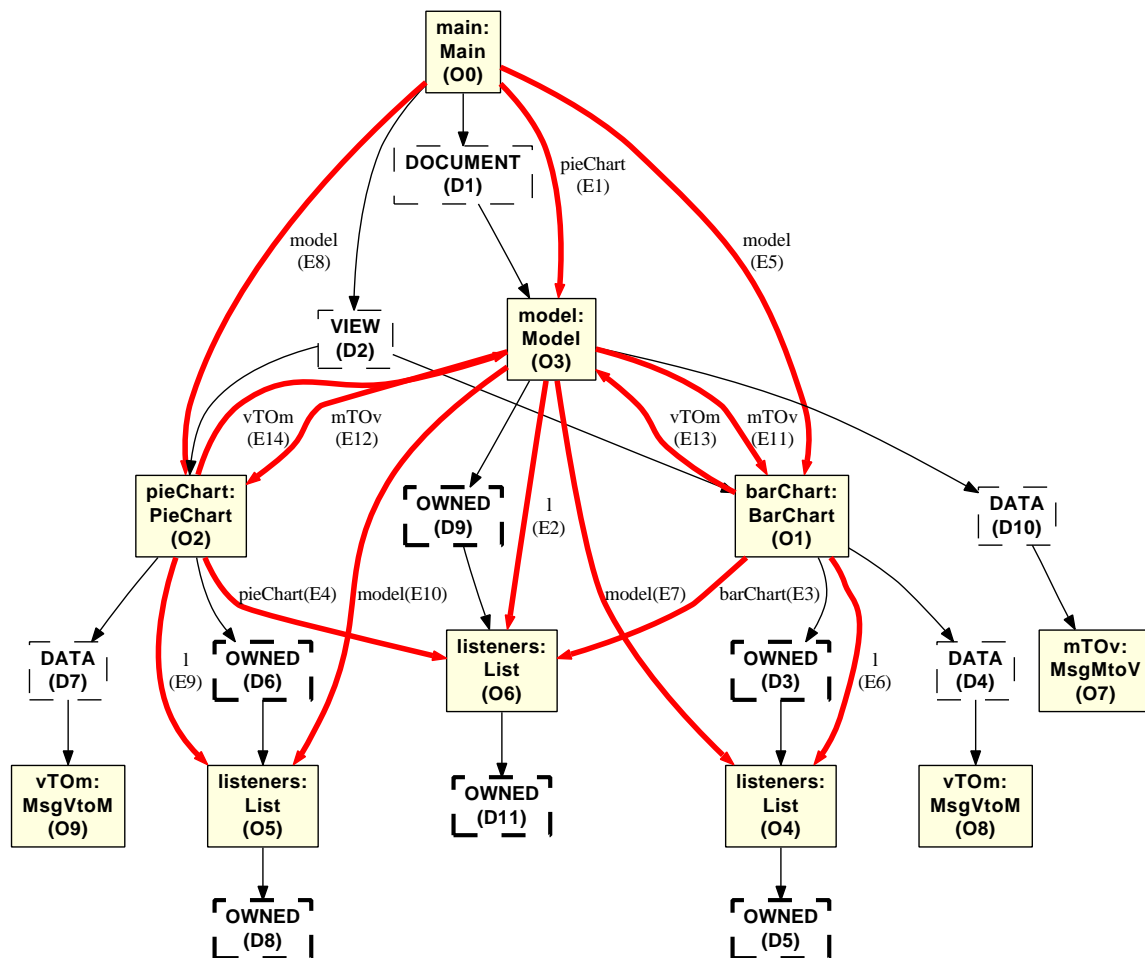 main:
Main
(O0)
DOCUMENT
(D1)
pieChart
(E1)
model
(E8)
model
(E5)
VIEW
(D2)
model:
Model
(O3)
vTOm
(E14)
mTOv
(E12)
vTOm
(E13)
mTOv
(E11)
pieChart:
PieChart
(O2)
OWNED
(D9)
l
(E2)
barChart:
BarChart
(O1)
DATA
(D10)
pieChart(E4)
model(E10)
model(E7)
barChart(E3)
DATA
(D7)
l
(E9)
OWNED
(D6)
listeners:
List
(O6)
OWNED
(D3)
l
(E6)
DATA
(D4)
mTOv:
MsgMtoV
(O7)
vTOm:
MsgVtoM
(O9)
listeners:
List
(O5)
OWNED
(D11)
listeners:
List
(O4)
vTOm:
MsgVtoM
(O8)
OWNED
(D8)
OWNED
(D5)